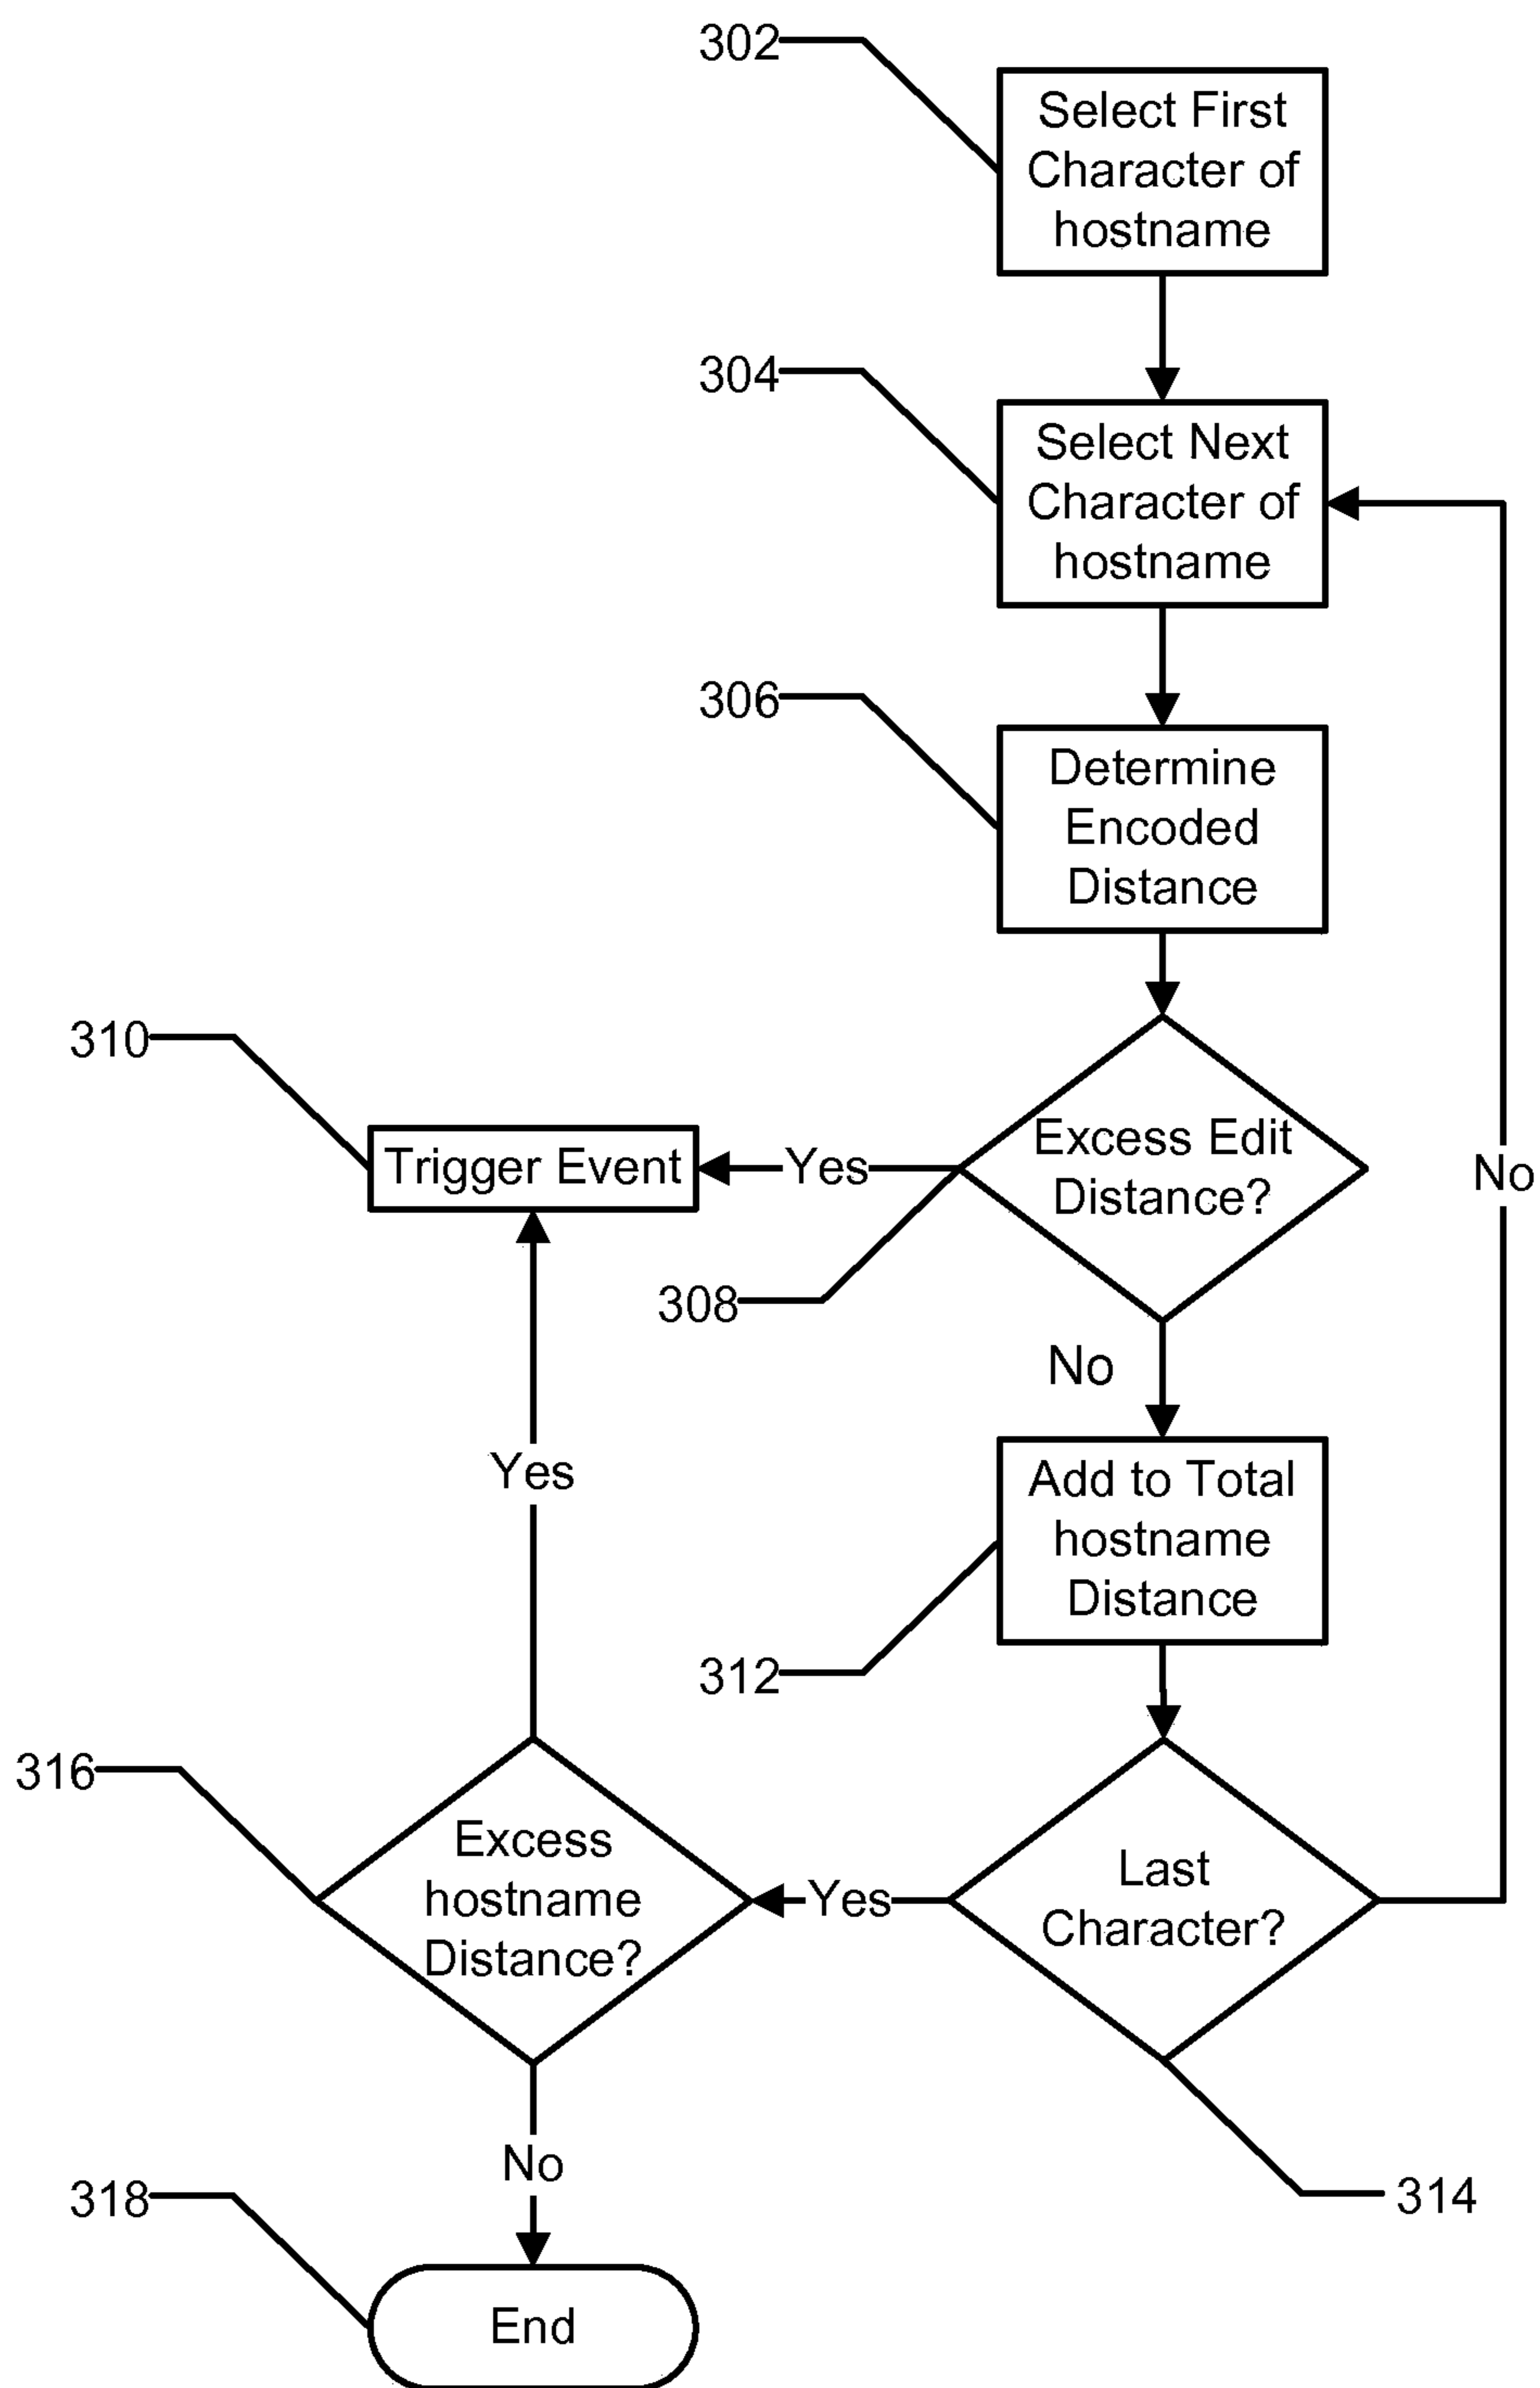 302
Select First
Character of
hostname
304
Select Next
Character of
hostname
306
Determine
Encoded
Distance
310
Trigger Event
Yes
Excess Edit
Distance?
No
308
No
Yes
Add to Total
hostname
Distance
312
316
Excess
hostname
Distance?
Yes
Last
Character?
No
318
314
End